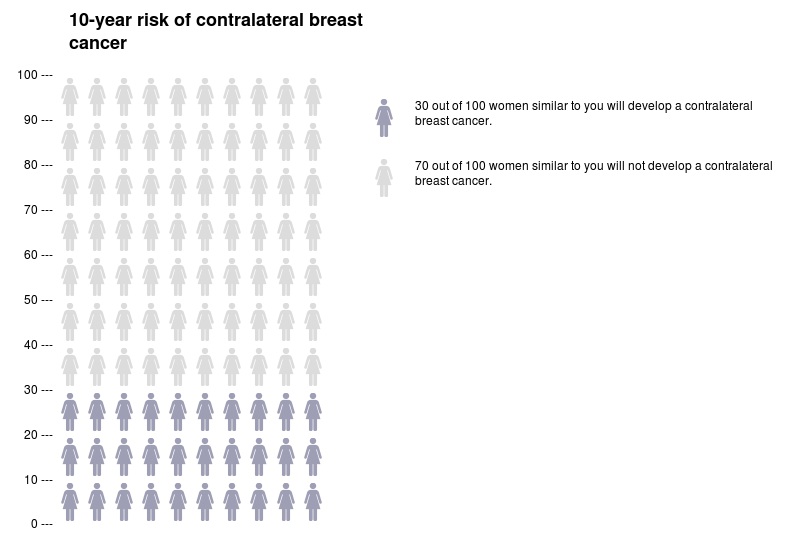 10-year risk of contralateral breast
cancer
100 ---
90 ---
80 ---
70 ---
60 ---
50 ---
40 ---
30 ---
20 ---
10 ---
0 ---
30 out of 100 women similar to you will develop a contralateral
breast cancer.
70 out of 100 women similar to you will not develop a contralateral
breast cancer.